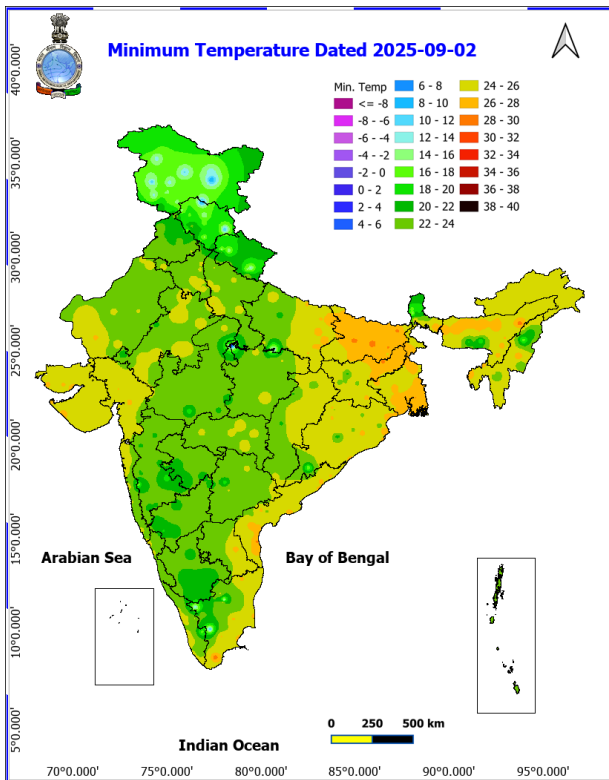 Minimum Temperature Dated 2025-09-02
Min. Temp
<= -8
-8 - -6
-6 - -4
-4 - -2
-2 - 0
0 - 2
2 - 4
4 - 6
6 - 8
8 - 10
10 - 12
12 - 14
14 - 16
16 - 18
18 - 20
20 - 22
22 - 24
24 - 26
26 - 28
28 - 30
30 - 32
32 - 34
34 - 36
36 - 38
38 - 40
40°0.000'
35°0.000'
30°0.000'
25°0.000'
20°0.000'
15°0.000'
10°0.000'
5°0.000'
Arabian Sea
Bay of Bengal
0 250 500 km
Indian Ocean
70°0.000' 75°0.000' 80°0.000' 85°0.000' 90°0.000' 95°0.000'